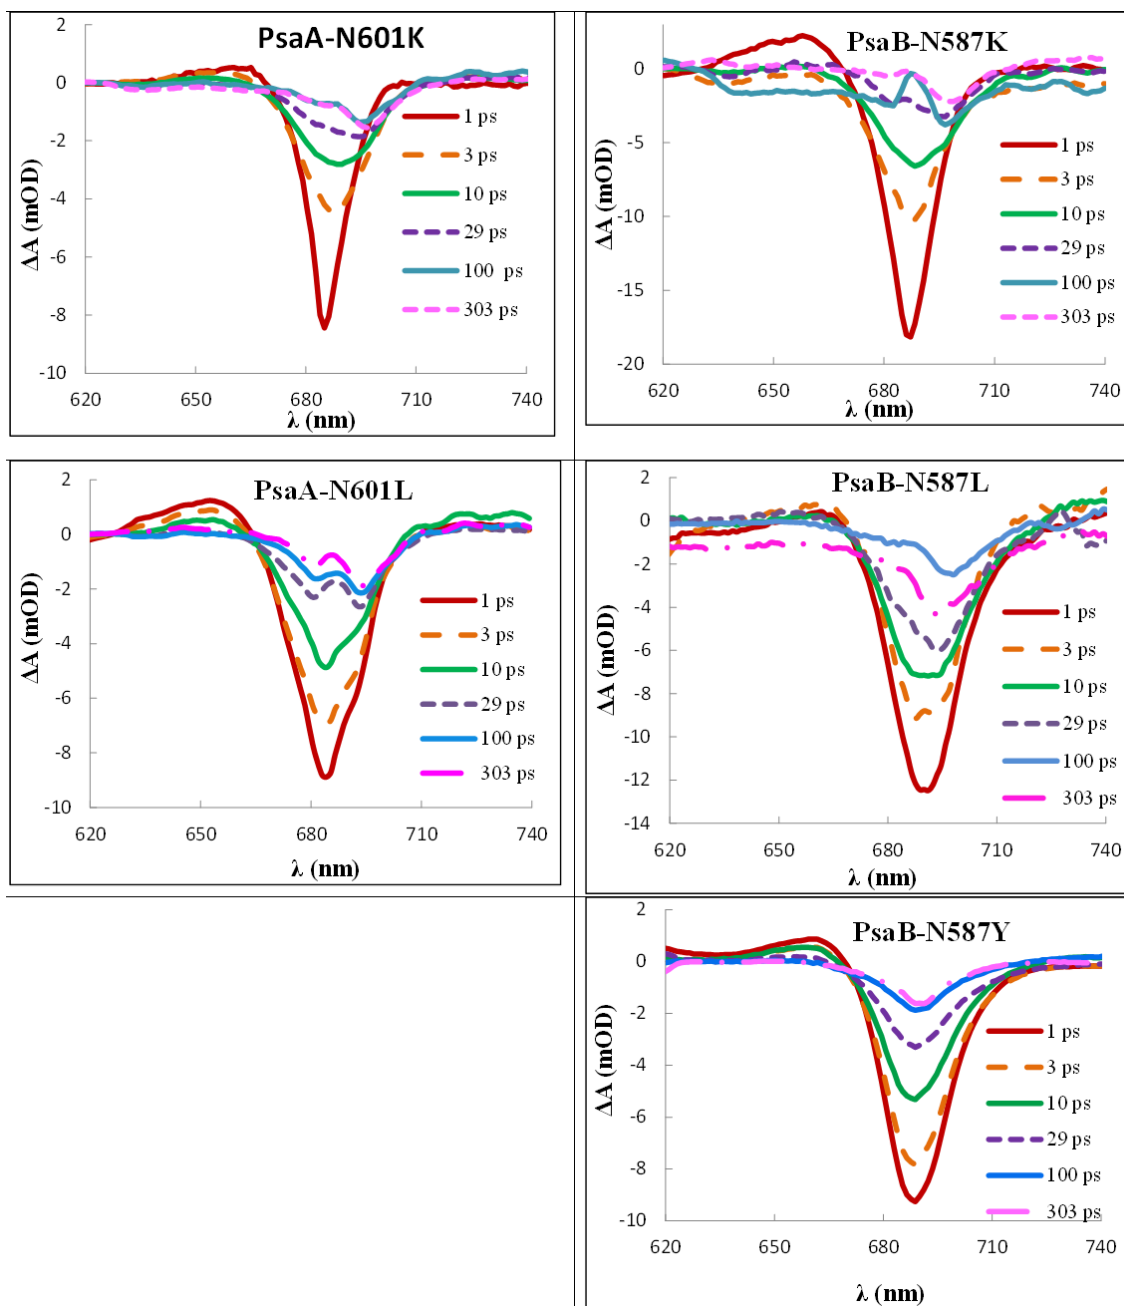 PsaA-N601K
2
0
-2
-4
-6
-8
-10
ΔA (mOD)
620 650 680 710 740
λ (nm)
1 ps
3 ps
10 ps
29 ps
100 ps
303 ps
PsaB-N587K
0
-5
-10
-15
-20
ΔA (mOD)
620 650 680 710 740
λ (nm)
1 ps
3 ps
10 ps
29 ps
100 ps
303 ps
PsaA-N601L
2
0
-2
-4
-6
-8
-10
ΔA (mOD)
620 650 680 710 740
λ (nm)
1 ps
3 ps
10 ps
29 ps
100 ps
303 ps
PsaB-N587L
2
0
-2
-4
-6
-8
-10
-12
-14
ΔA (mOD)
620 650 680 710 740
λ (nm)
1 ps
3 ps
10 ps
29 ps
100 ps
303 ps
PsaB-N587Y
2
0
-2
-4
-6
-8
-10
ΔA (mOD)
620 650 680 710 740
λ (nm)
1 ps
3 ps
10 ps
29 ps
100 ps
303 ps